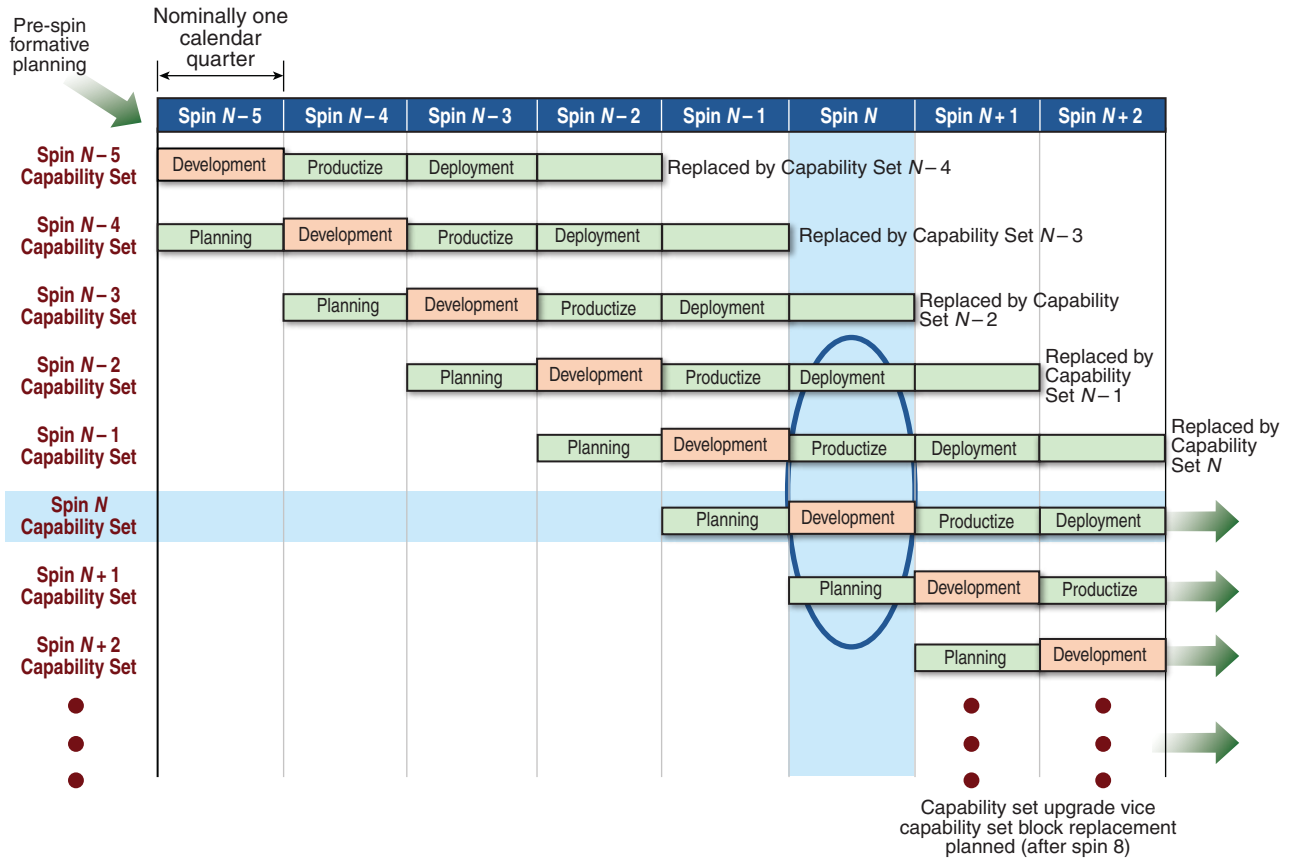 Pre-spin
formative
planning
Nominally one
calendar
quarter
Spin N – 5
Spin N – 4
Spin N – 3
Spin N – 2
Spin N – 1
Spin N
Spin N + 1
Spin N + 2
Spin N – 5
Capability Set
Development
Productize
Deployment
Replaced by Capability Set N – 4
Spin N – 4
Capability Set
Planning
Development
Productize
Deployment
Replaced by Capability Set N – 3
Spin N – 3
Capability Set
Planning
Development
Productize
Deployment
Replaced by Capability
Set N – 2
Spin N – 2
Capability Set
Planning
Development
Productize
Deployment
Replaced by
Capability
Set N – 1
Spin N – 1
Capability Set
Planning
Development
Productize
Deployment
Replaced by
Capability
Set N
Spin N
Capability Set
Planning
Development
Productize
Deployment
Spin N + 1
Capability Set
Planning
Development
Productize
Spin N + 2
Capability Set
Planning
Development
Capability set upgrade vice
capability set block replacement
planned (after spin 8)